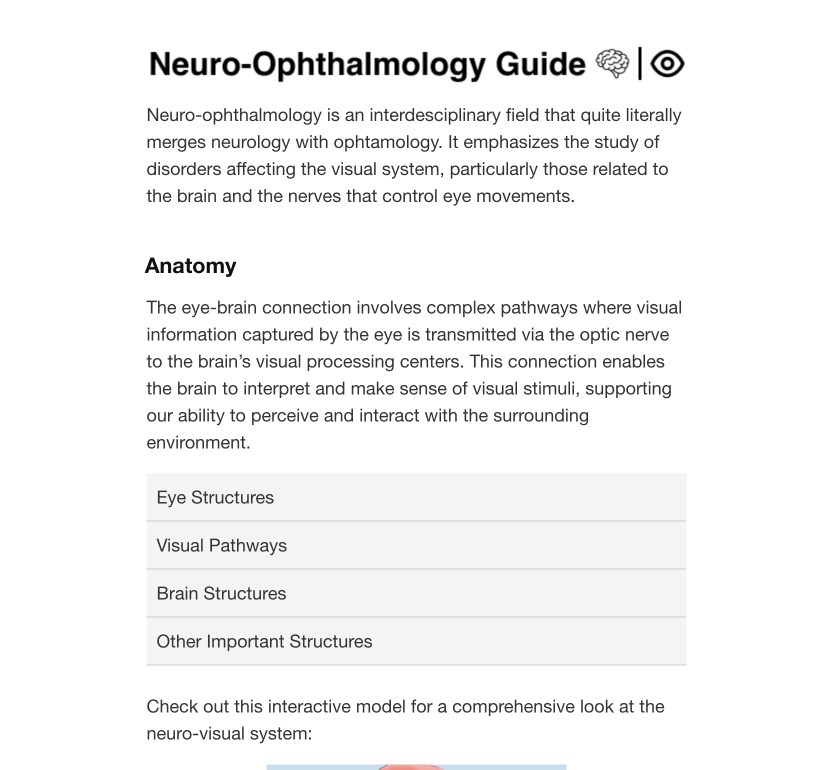 Neuro-Ophthalmology Guide
Neuro-ophthalmology is an interdesciplinary field that quite literally
merges neurology with ophtamology. It emphasizes the study of
disorders affecting the visual system, particularly those related to
the brain and the nerves that control eye movements.
Anatomy
The eye-brain connection involves complex pathways where visual
information captured by the eye is transmitted via the optic nerve
to the brain’s visual processing centers. This connection enables
the brain to interpret and make sense of visual stimuli, supporting
our ability to perceive and interact with the surrounding
environment.
Eye Structures
Visual Pathways
Brain Structures
Other Important Structures
Check out this interactive model for a comprehensive look at the
neuro-visual system: